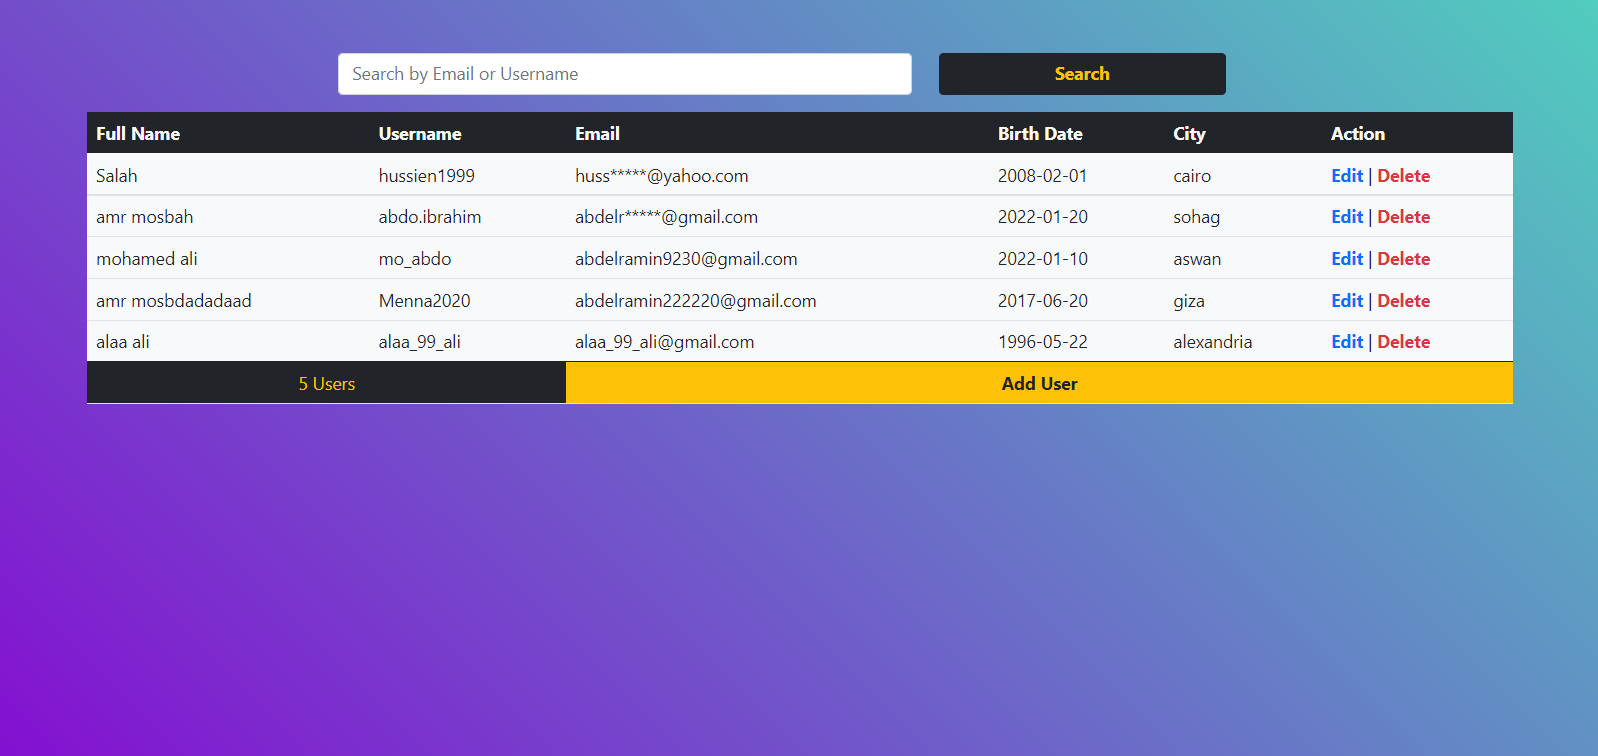 Search by Email or Username Search
Full Name Username Email Birth Date City Action
Salah hussien1999 huss*****@yahoo.com 2008-02-01 cairo Edit | Delete
amr mosbah abdo.ibrahim abdelr*****@gmail.com 2022-01-20 sohag Edit | Delete
mohamed ali mo_abdo abdelramin9230@gmail.com 2022-01-10 aswan Edit | Delete
amr mosbdadadaad Menna2020 abdelramin222220@gmail.com 2017-06-20 giza Edit | Delete
alaa ali alaa_99_ali alaa_99_ali@gmail.com 1996-05-22 alexandria Edit | Delete
5 Users Add User